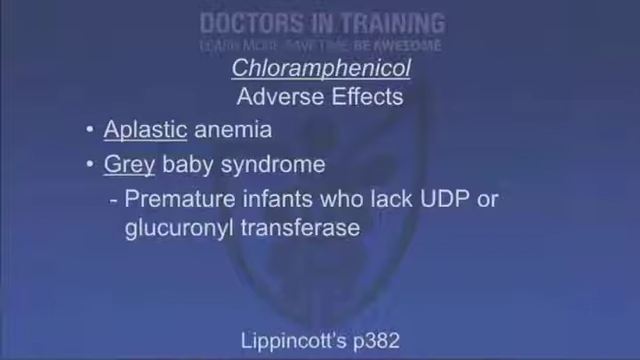 DOCTORS IN TRAINING
LEARN MORE. SAVE TIME. BE AWESOME.
Chloramphenicol
Adverse Effects
• Aplastic anemia
• Grey baby syndrome
- Premature infants who lack UDP or
glucuronyl transferase
Lippincott's p382